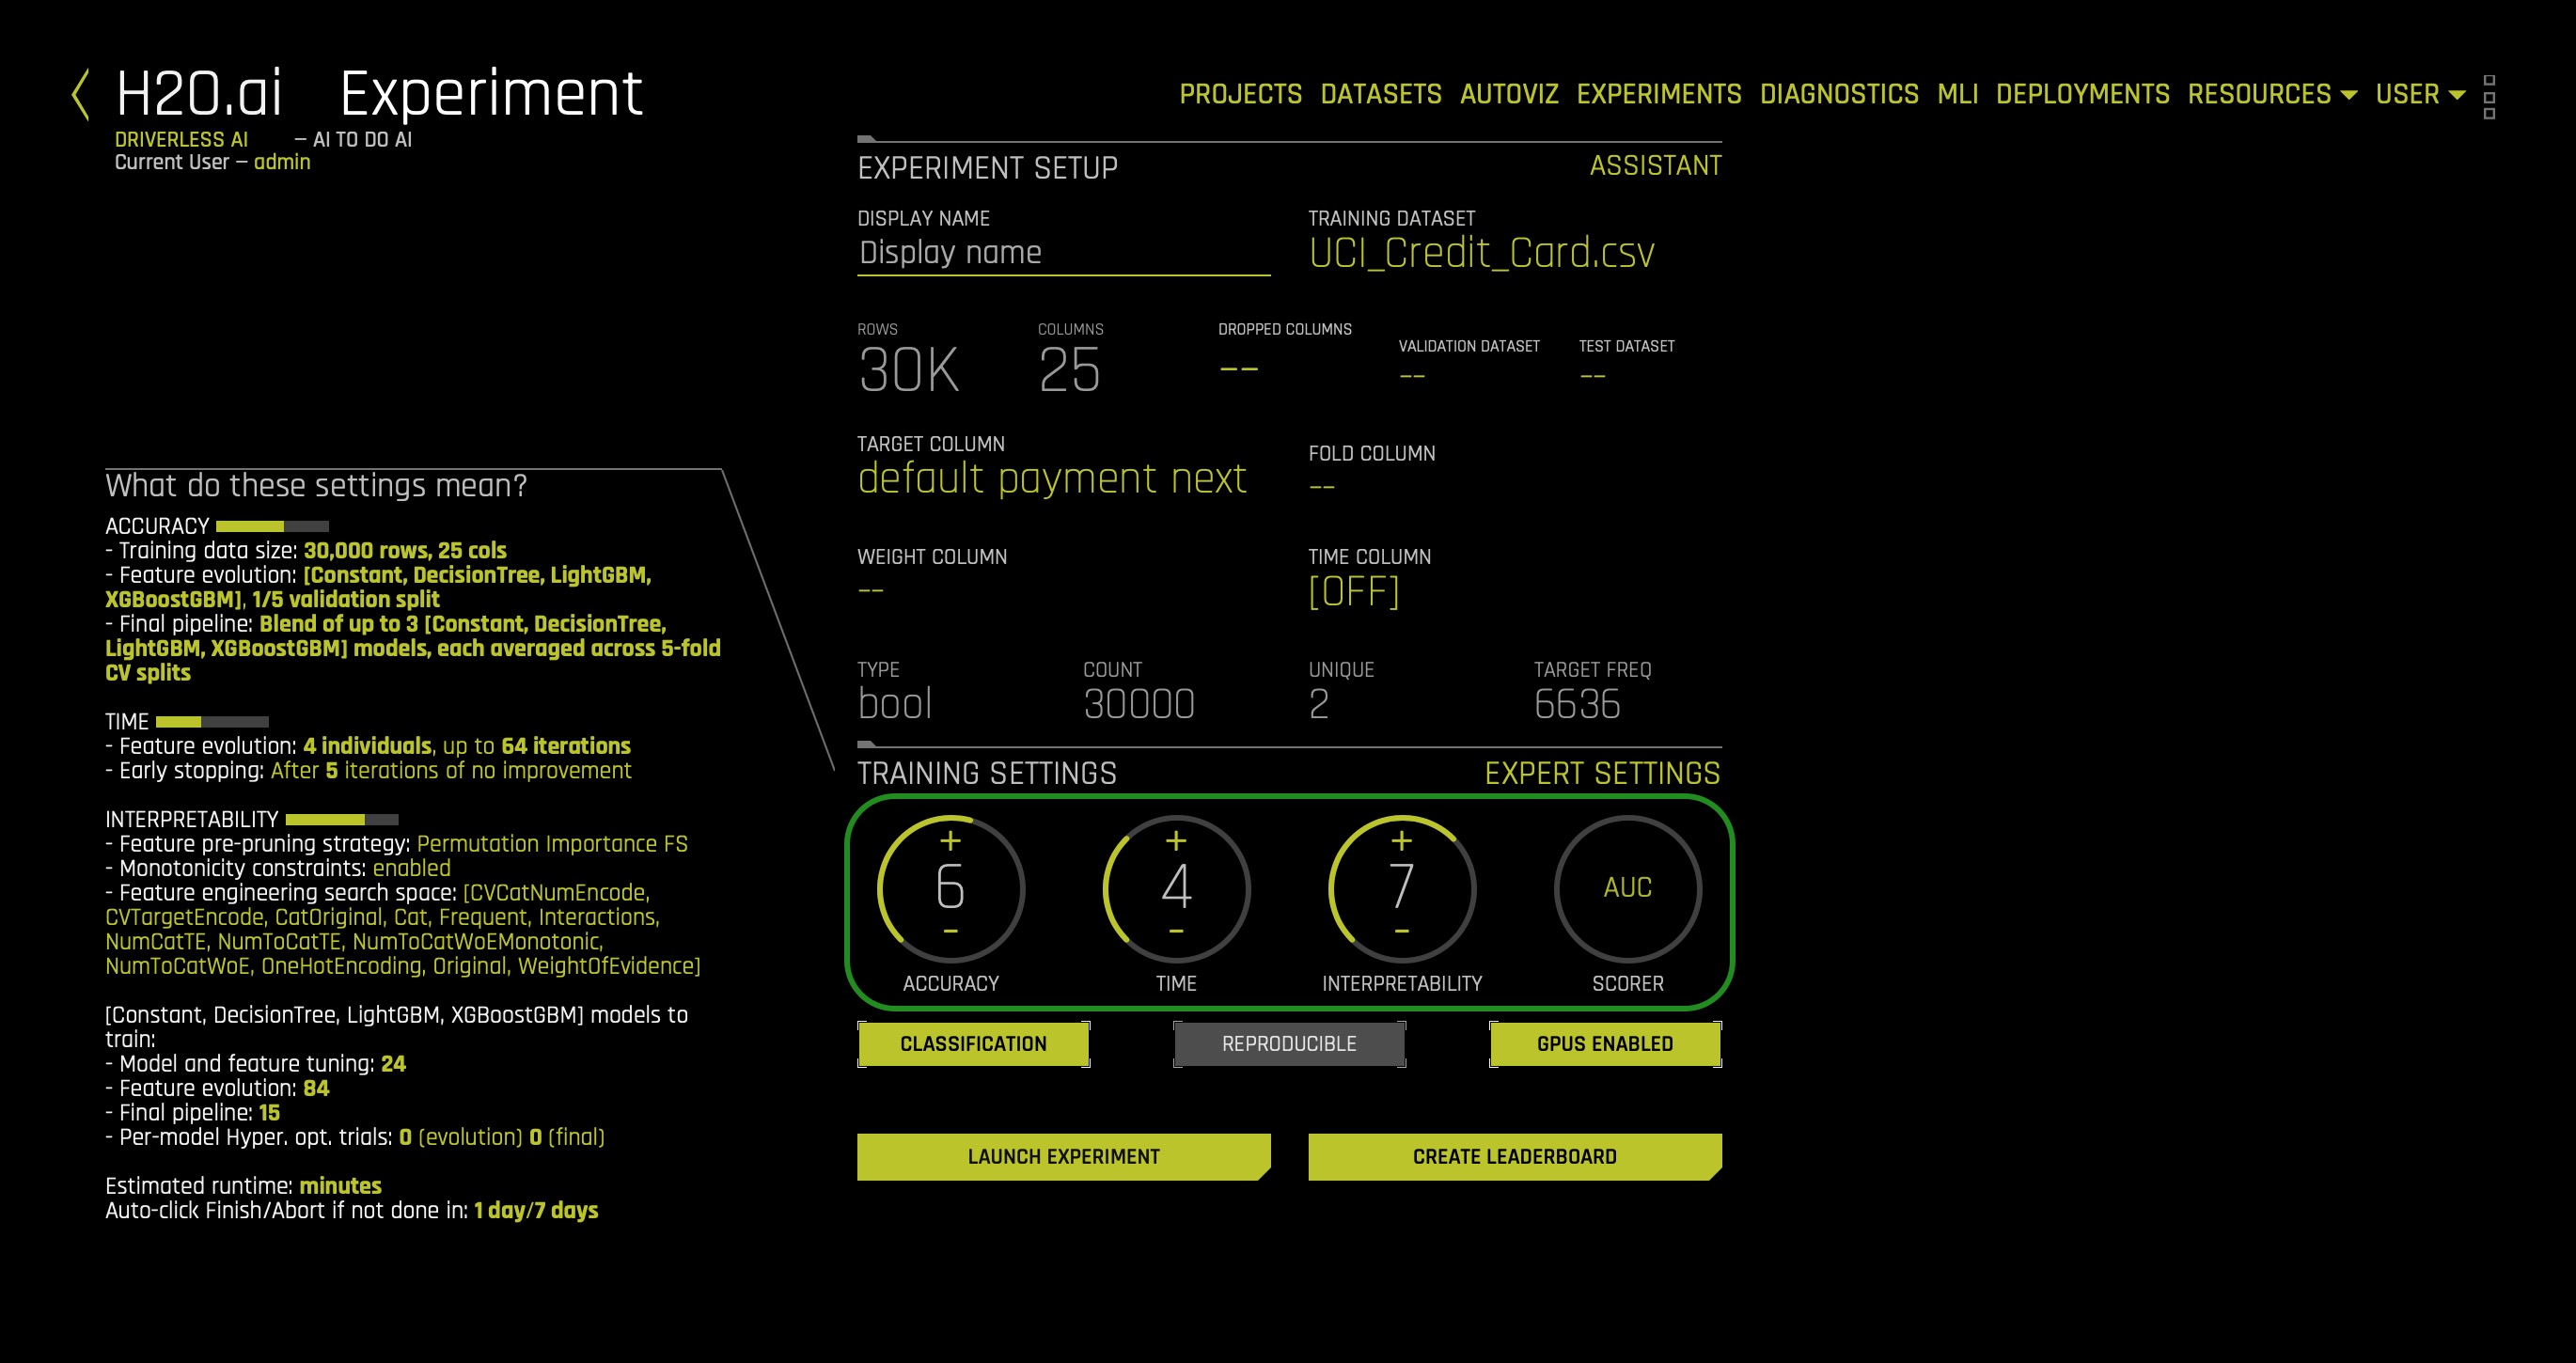 H2O.ai Experiment
DRIVERLESS AI – AI TO DO AI
Current User – admin
PROJECTS DATASETS AUTOVIZ EXPERIMENTS DIAGNOSTICS MLI DEPLOYMENTS RESOURCES USER
EXPERIMENT SETUP ASSISTANT
DISPLAY NAME TRAINING DATASET
Display name UCI_Credit_Card.csv
ROWS COLUMNS DROPPED COLUMNS VALIDATION DATASET TEST DATASET
30K 25 -- -- --
TARGET COLUMN FOLD COLUMN
default payment next --
WEIGHT COLUMN TIME COLUMN
-- [OFF]
TYPE COUNT UNIQUE TARGET FREQ
bool 30000 2 6636
What do these settings mean?
ACCURACY
- Training data size: 30,000 rows, 25 cols
- Feature evolution: [Constant, DecisionTree, LightGBM,
XGBoostGBM], 1/5 validation split
- Final pipeline: Blend of up to 3 [Constant, DecisionTree,
LightGBM, XGBoostGBM] models, each averaged across 5-fold
CV splits
TIME
- Feature evolution: 4 individuals, up to 64 iterations
- Early stopping: After 5 iterations of no improvement
INTERPRETABILITY
- Feature pre-pruning strategy: Permutation Importance FS
- Monotonicity constraints: enabled
- Feature engineering search space: [CVCatNumEncode,
CVTargetEncode, CatOriginal, Cat, Frequent, Interactions,
NumCatTE, NumToCatTE, NumToCatWoEMonotonic,
NumToCatWoE, OneHotEncoding, Original, WeightOfEvidence]
[Constant, DecisionTree, LightGBM, XGBoostGBM] models to
train:
- Model and feature tuning: 24
- Feature evolution: 84
- Final pipeline: 15
- Per-model Hyper. opt. trials: 0 (evolution) 0 (final)
Estimated runtime: minutes
Auto-click Finish/Abort if not done in: 1 day/7 days
TRAINING SETTINGS EXPERT SETTINGS
+ + +
6 4 7 AUC
- - -
ACCURACY TIME INTERPRETABILITY SCORER
CLASSIFICATION REPRODUCIBLE GPUS ENABLED
LAUNCH EXPERIMENT CREATE LEADERBOARD